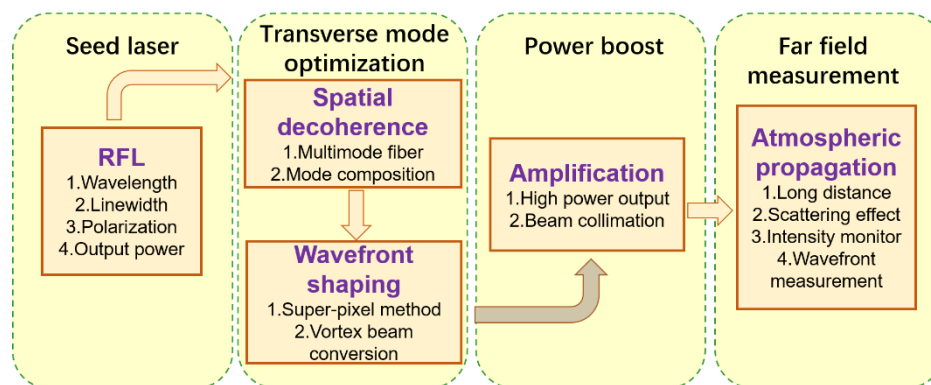 Seed laser
RFL
1.Wavelength
2.Linewidth
3.Polarization
4.Output power
Transverse mode
optimization
Spatial
decoherence
1.Multimode fiber
2.Mode composition
Wavefront
shaping
1.Super-pixel method
2.Vortex beam
conversion
Power boost
Amplification
1.High power output
2.Beam collimation
Far field
measurement
Atmospheric
propagation
1.Long distance
2.Scattering effect
3.Intensity monitor
4.Wavefront
measurement